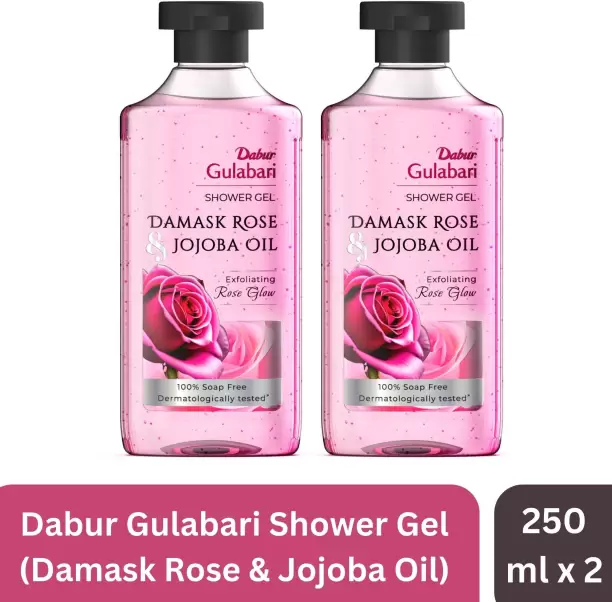 Dabur
Gulabari
SHOWER GEL
DAMASK ROSE
& JOJOBA OIL
Exfoliating
Rose Glow
100% Soap Free
Dermatologically tested*
Dabur
Gulabari
SHOWER GEL
DAMASK ROSE
& JOJOBA OIL
Exfoliating
Rose Glow
100% Soap Free
Dermatologically tested*
Dabur Gulabari Shower Gel
(Damask Rose & Jojoba Oil)
250
ml x 2